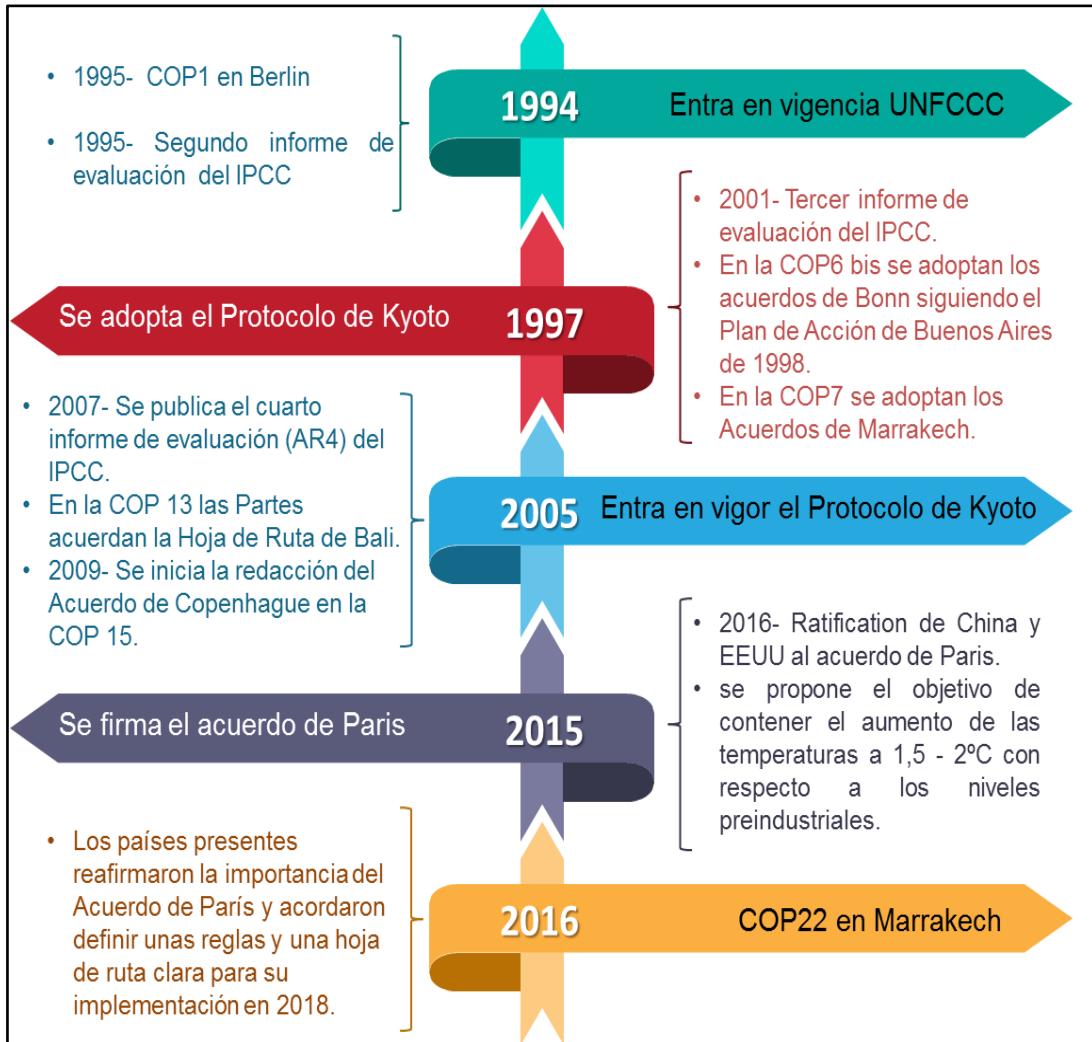 • 1995- COP1 en Berlin
• 1995- Segundo informe de
evaluación del IPCC
1994
Entra en vigencia UNFCCC
• 2001- Tercer informe de
evaluación del IPCC.
• En la COP6 bis se adoptan los
acuerdos de Bonn siguiendo el
Plan de Acción de Buenos Aires
de 1998.
• En la COP7 se adoptan los
Acuerdos de Marrakech.
Se adopta el Protocolo de Kyoto
1997
• 2007- Se publica el cuarto
informe de evaluación (AR4) del
IPCC.
• En la COP 13 las Partes
acuerdan la Hoja de Ruta de Bali.
• 2009- Se inicia la redacción del
Acuerdo de Copenhague en la
COP 15.
2005
Entra en vigor el Protocolo de Kyoto
• 2016- Ratification de China y
EEUU al acuerdo de Paris.
• se propone el objetivo de
contener el aumento de las
temperaturas a 1,5 - 2ºC con
respecto a los niveles
preindustriales.
Se firma el acuerdo de Paris
2015
• Los países presentes
reafirmaron la importancia del
Acuerdo de París y acordaron
definir unas reglas y una hoja
de ruta clara para su
implementación en 2018.
2016
COP22 en Marrakech